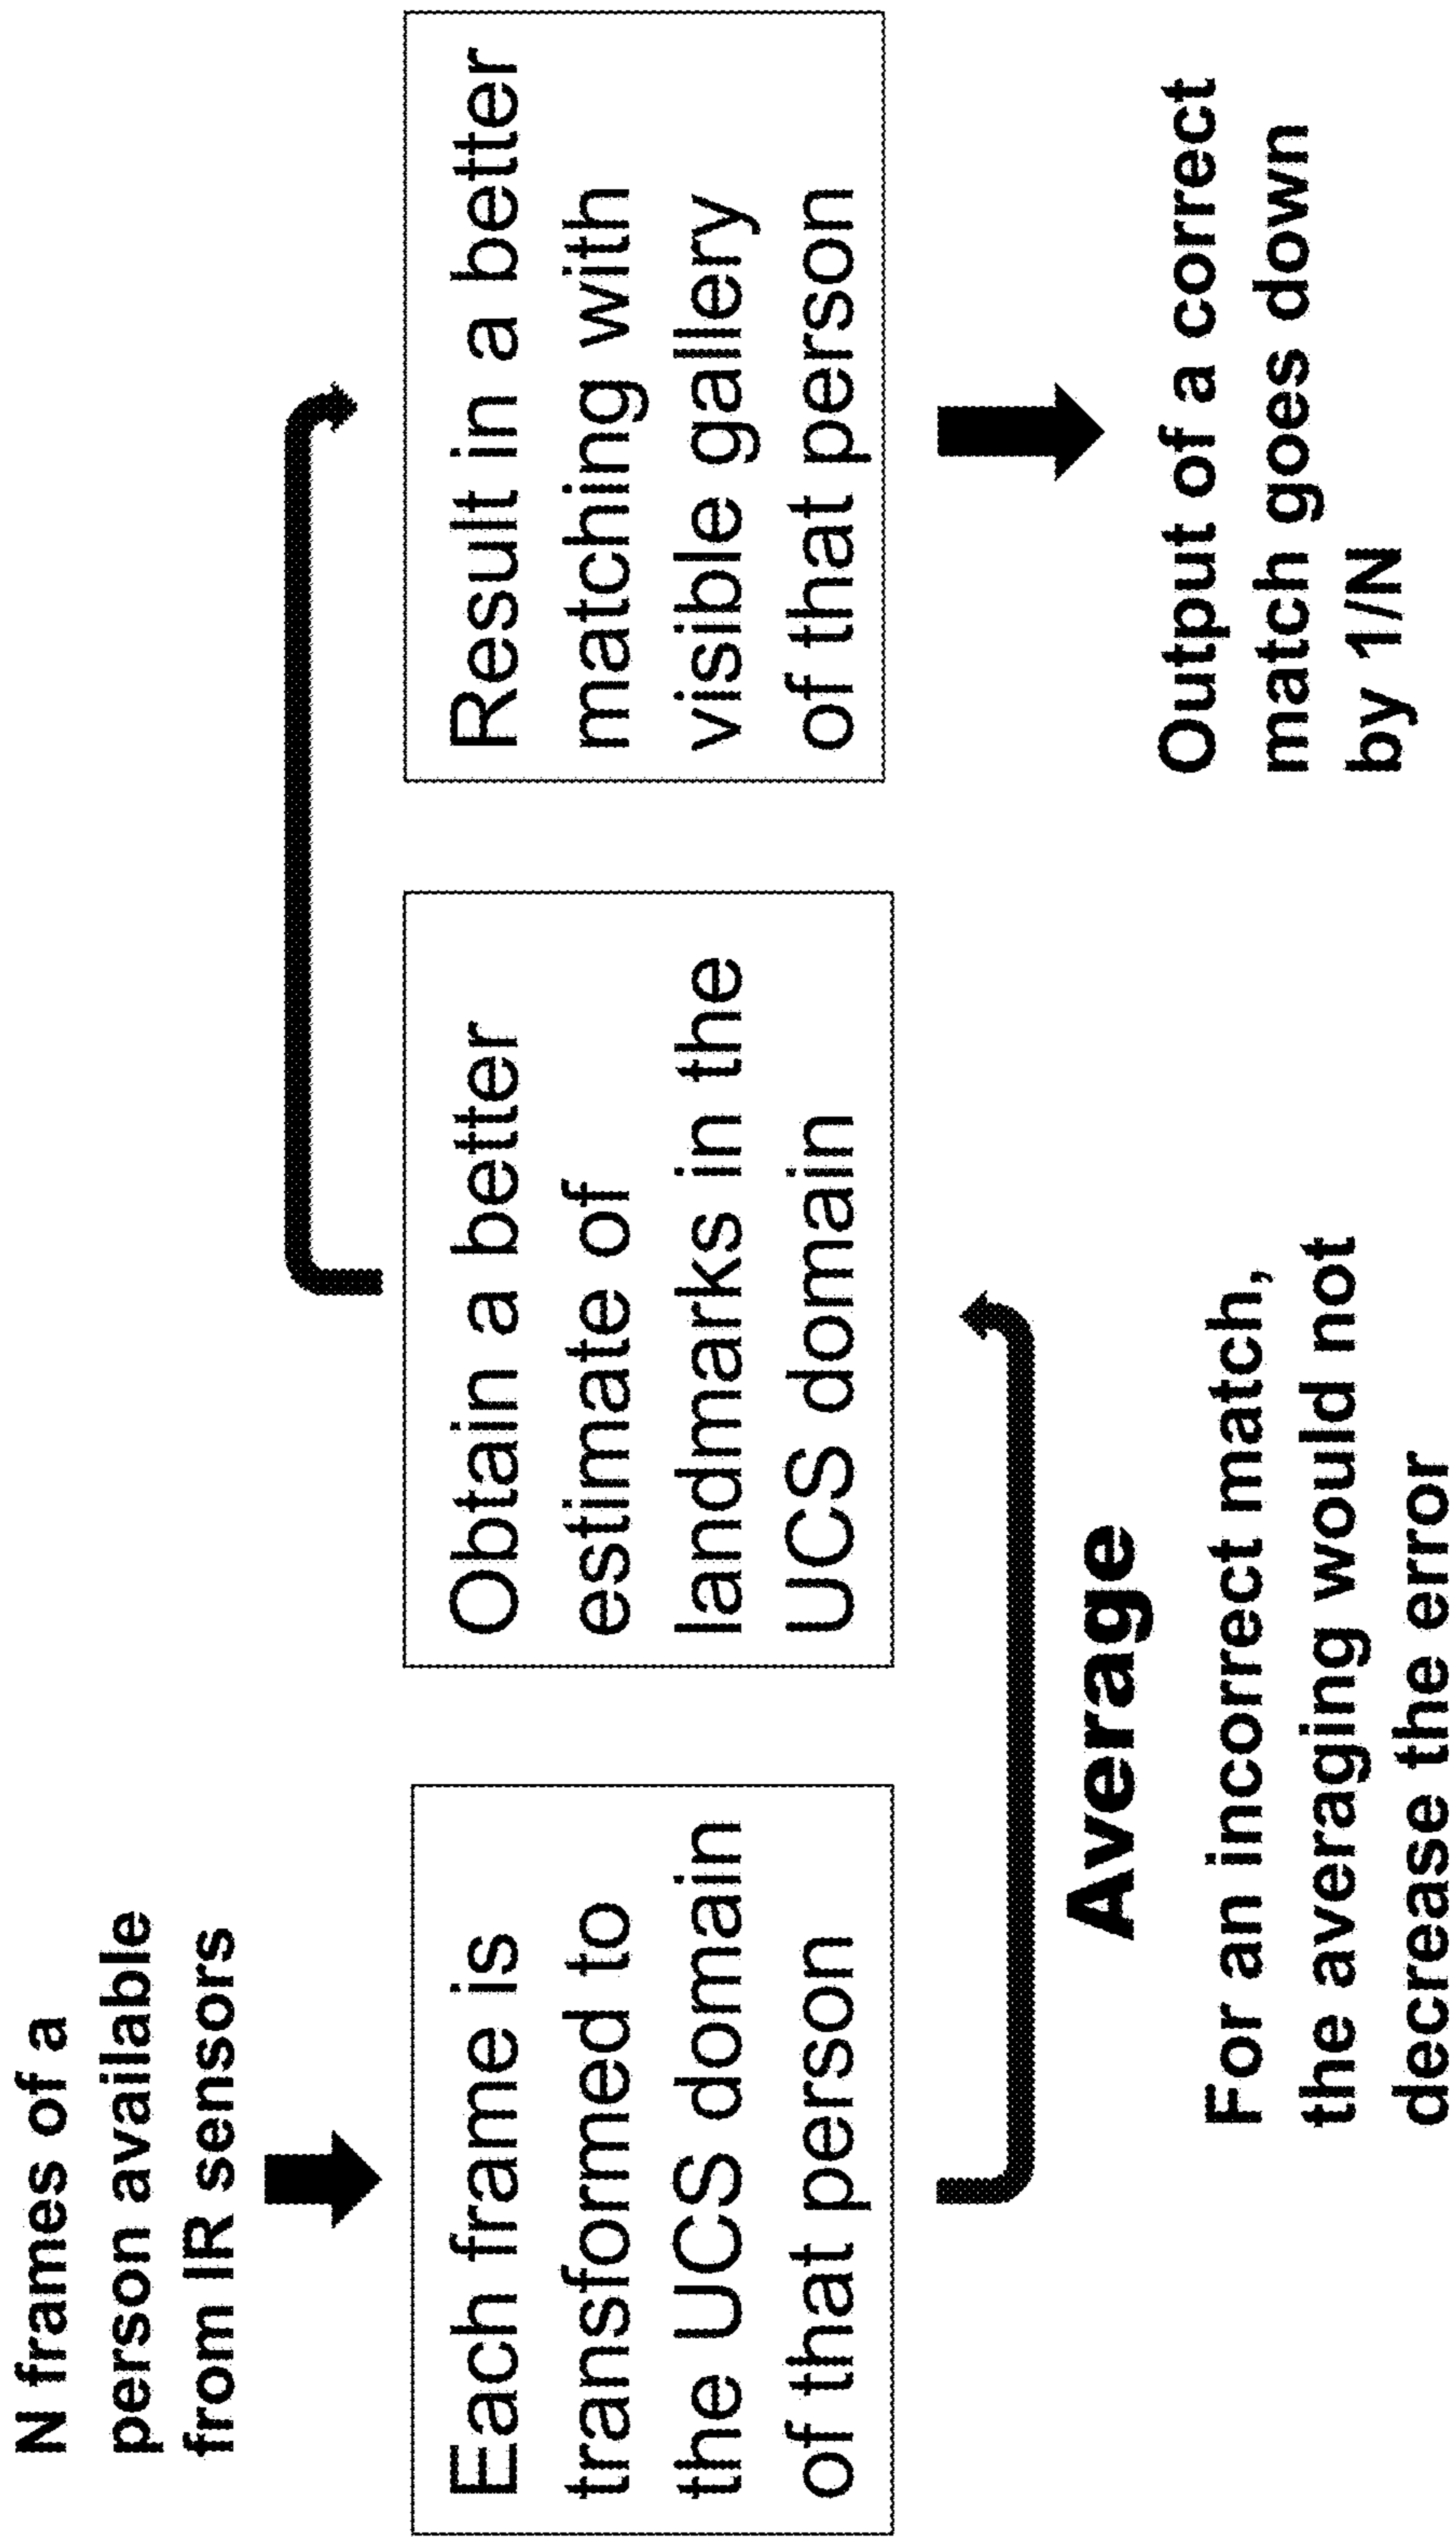 N frames of a
person available
from IR sensors
Each frame is
transformed to
the UCS domain
of that person
Average
For an incorrect match,
the averaging would not
decrease the error
Obtain a better
estimate of
landmarks in the
UCS domain
Result in a better
matching with
visible gallery
of that person
Output of a correct
match goes down
by 1/N